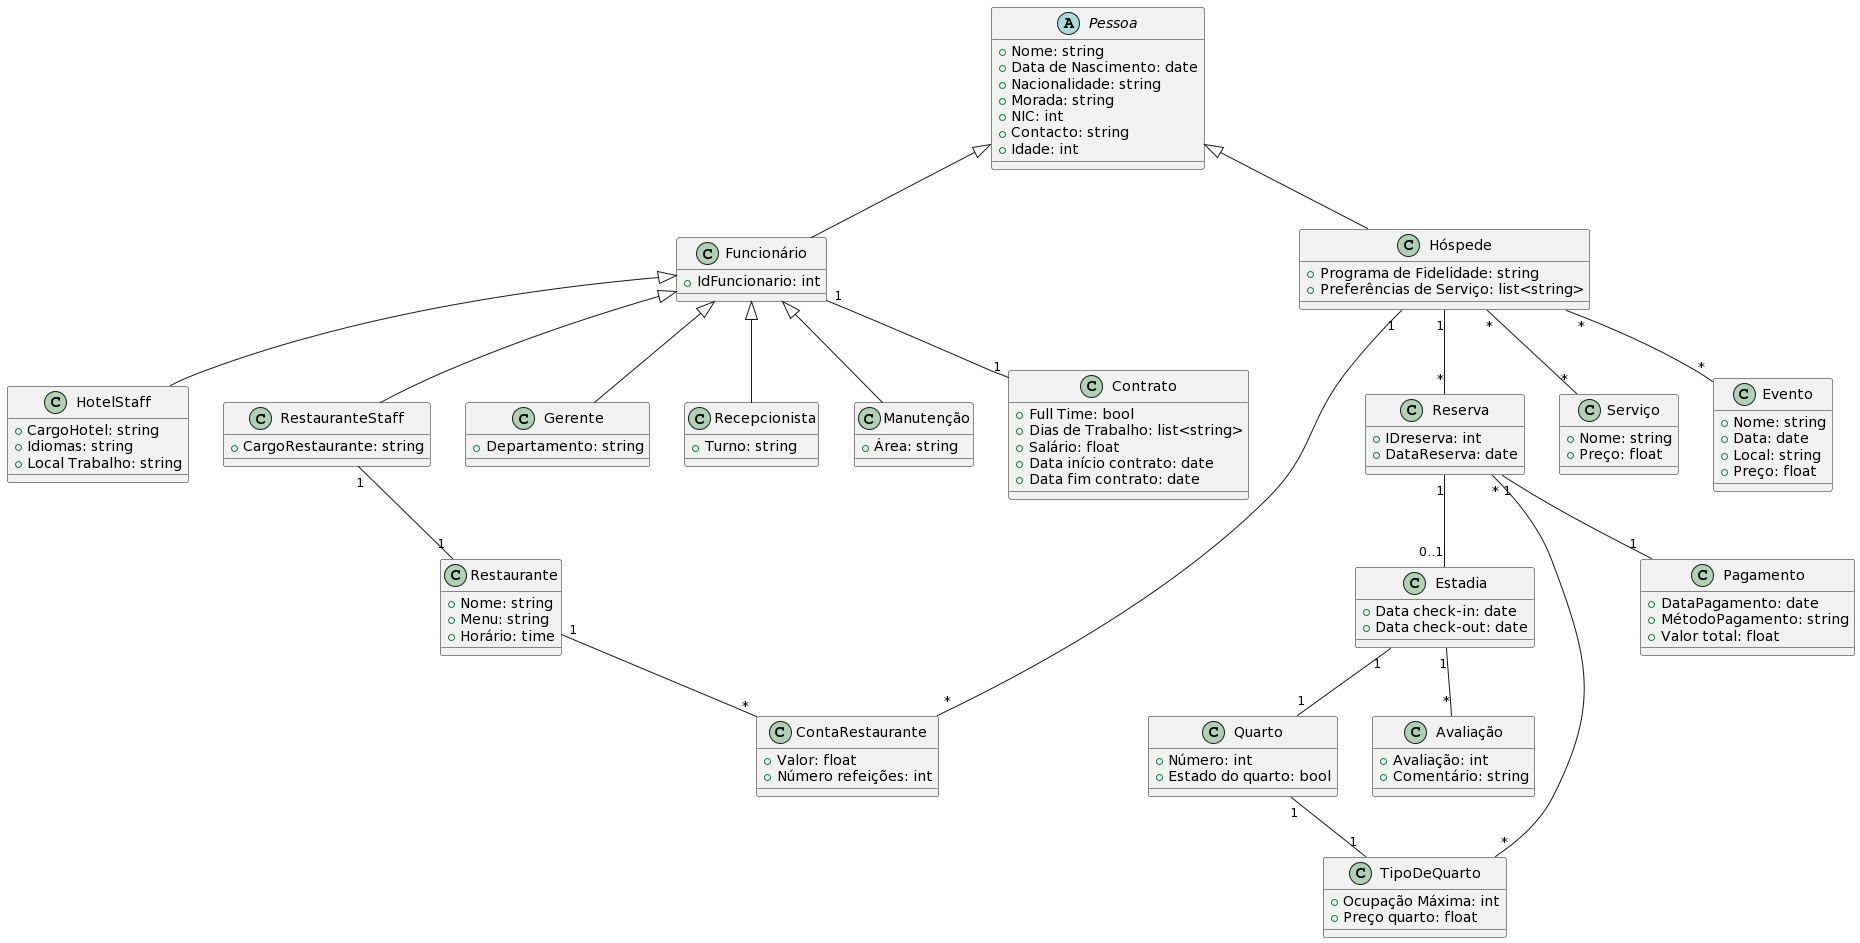 A Pessoa
Nome: string
Data de Nascimento: date
Nacionalidade: string
Morada: string
NIC: int
Contacto: string
Idade: int
C Funcionário
IdFuncionario: int
1
1
C Hóspede
Programa de Fidelidade: string
Preferências de Serviço: list<string>
1
1
*
*
*
*
*
C HotelStaff
CargoHotel: string
Idiomas: string
Local Trabalho: string
C RestauranteStaff
CargoRestaurante: string
1
1
C Gerente
Departamento: string
C Recepcionista
Turno: string
C Manutenção
Área: string
C Contrato
Full Time: bool
Dias de Trabalho: list<string>
Salário: float
Data início contrato: date
Data fim contrato: date
C Reserva
IDreserva: int
DataReserva: date
1
*
1
0..1
1
C Serviço
Nome: string
Preço: float
C Evento
Nome: string
Data: date
Local: string
Preço: float
C Restaurante
Nome: string
Menu: string
Horário: time
1
*
*
C Estadia
Data check-in: date
Data check-out: date
1
1
1
*
C Pagamento
DataPagamento: date
MétodoPagamento: string
Valor total: float
C ContaRestaurante
Valor: float
Número refeições: int
C Quarto
Número: int
Estado do quarto: bool
1
1
*
C Avaliação
Avaliação: int
Comentário: string
C TipoDeQuarto
Ocupação Máxima: int
Preço quarto: float